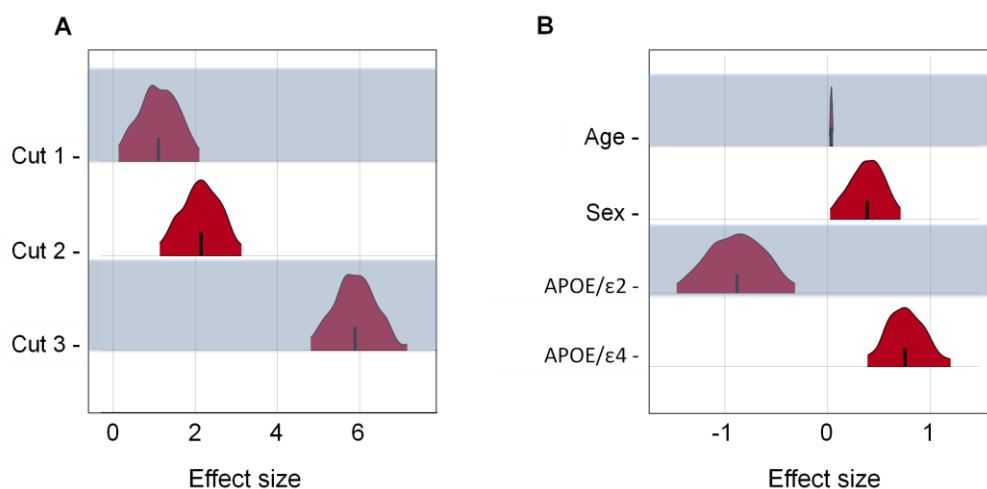 A
Cut 1 -
Cut 2 -
Cut 3 -
0 2 4 6
Effect size
B
Age -
Sex -
APOE/ε2 -
APOE/ε4 -
-1 0 1
Effect size